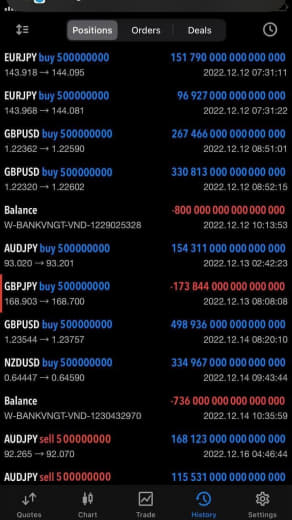 Positions
Orders
Deals
EURJPY buy 500000000 151 790 000 000 000 000
143.918 → 144.095 2022.12.12 07:31:11
EURJPY buy 500000000 96 927 000 000 000 000
143.968 → 144.081 2022.12.12 07:31:22
GBPUSD buy 500000000 267 466 000 000 000 000
1.22362 → 1.22590 2022.12.12 08:51:01
GBPUSD buy 500000000 330 813 000 000 000 000
1.22320 → 1.22602 2022.12.12 08:52:15
Balance -800 000 000 000 000 000
W-BANKVNGT-VND-1229025328 2022.12.12 10:13:53
AUDJPY buy 500000000 154 311 000 000 000 000
93.020 → 93.201 2022.12.13 02:42:23
GBPJPY buy 500000000 -173 844 000 000 000 000
168.903 → 168.700 2022.12.13 08:08:08
GBPUSD buy 500000000 498 936 000 000 000 000
1.23544 → 1.23757 2022.12.14 08:20:10
NZDUSD buy 500000000 334 967 000 000 000 000
0.64447 → 0.64590 2022.12.14 09:43:44
Balance -736 000 000 000 000 000
W-BANKVNGT-VND-1230432970 2022.12.14 10:35:59
AUDJPY sell 500000000 168 123 000 000 000 000
92.265 → 92.070 2022.12.16 04:46:44
AUDJPY sell 500000000 115 531 000 000 000 000
Quotes
Chart
Trade
History
Settings